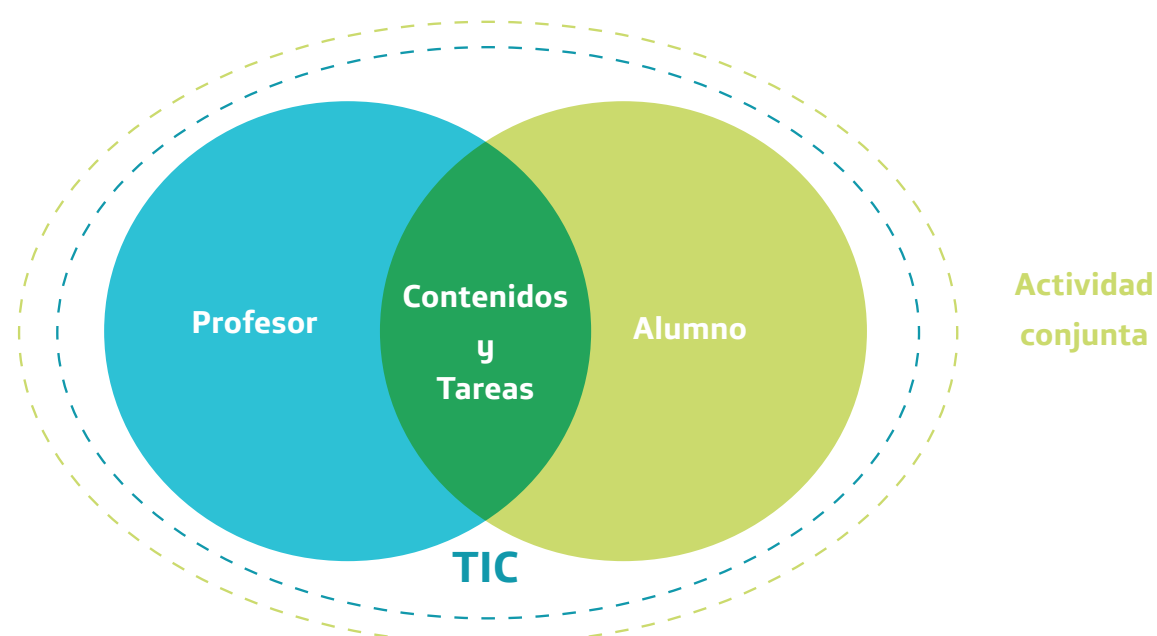 Profesor
Contenidos
y
Tareas
Alumno
Actividad
conjunta
TIC